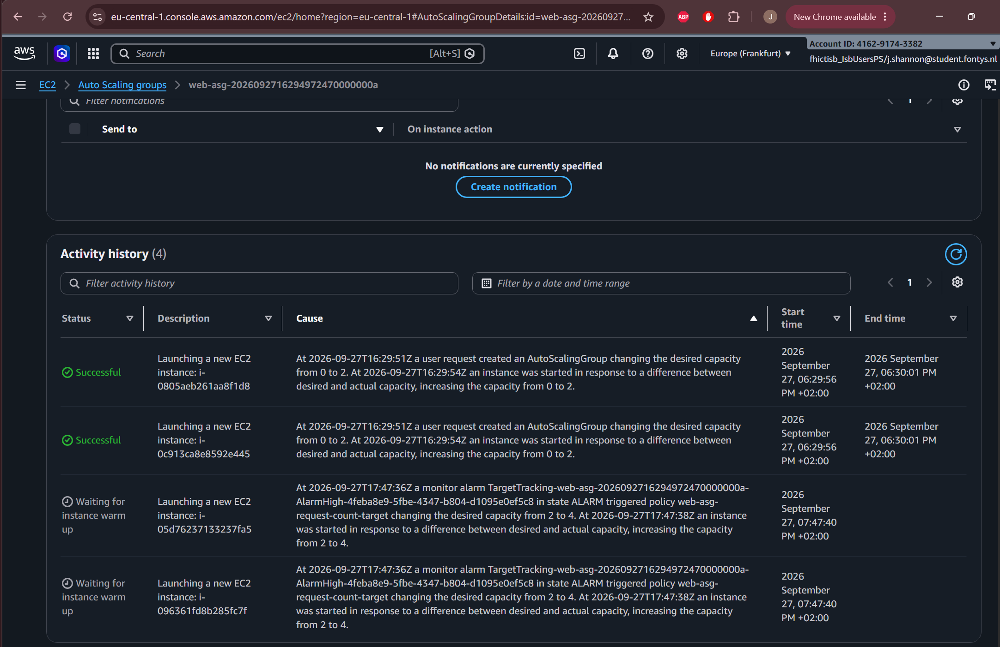 eu-central-1.console.aws.amazon.com/ec2/home?region=eu-central-1#AutoScalingGroupDetails:id=web-asg-20260927...
ABP
J
New Chrome available
aws
Search
[Alt+S]
Europe (Frankfurt)
Account ID: 4162-9174-3382
fhictisb_IsbUsersPS/j.shannon@student.fontys.nl
EC2
Auto Scaling groups
web-asg-20260927162949724700000000a
Filter notifications
1
Send to
On instance action
No notifications are currently specified
Create notification
Activity history (4)
Filter activity history
Filter by a date and time range
1
Status
Description
Cause
Start
time
End time
Successful
Launching a new EC2
instance: i-
0805aeb261aa8f1d8
At 2026-09-27T16:29:51Z a user request created an AutoScalingGroup changing the desired capacity
from 0 to 2. At 2026-09-27T16:29:54Z an instance was started in response to a difference between
desired and actual capacity, increasing the capacity from 0 to 2.
2026
September
27, 06:29:56
PM +02:00
2026 September
27, 06:30:01 PM
+02:00
Successful
Launching a new EC2
instance: i-
0c913ca8e8592e445
At 2026-09-27T16:29:51Z a user request created an AutoScalingGroup changing the desired capacity
from 0 to 2. At 2026-09-27T16:29:54Z an instance was started in response to a difference between
desired and actual capacity, increasing the capacity from 0 to 2.
2026
September
27, 06:29:56
PM +02:00
2026 September
27, 06:30:01 PM
+02:00
Waiting for
instance warm
up
Launching a new EC2
instance: i-
05d76237133237fa5
At 2026-09-27T17:47:36Z a monitor alarm TargetTracking-web-asg-20260927162949724700000000a-
AlarmHigh-4feba8e9-5fbe-4347-b804-d1095e0ef5c8 in state ALARM triggered policy web-asg-
request-count-target changing the desired capacity from 2 to 4. At 2026-09-27T17:47:38Z an instance
was started in response to a difference between desired and actual capacity, increasing the capacity
from 2 to 4.
2026
September
27, 07:47:40
PM +02:00
Waiting for
instance warm
up
Launching a new EC2
instance: i-
096361fd8b285fc7f
At 2026-09-27T17:47:36Z a monitor alarm TargetTracking-web-asg-20260927162949724700000000a-
AlarmHigh-4feba8e9-5fbe-4347-b804-d1095e0ef5c8 in state ALARM triggered policy web-asg-
request-count-target changing the desired capacity from 2 to 4. At 2026-09-27T17:47:38Z an instance
was started in response to a difference between desired and actual capacity, increasing the capacity
from 2 to 4.
2026
September
27, 07:47:40
PM +02:00